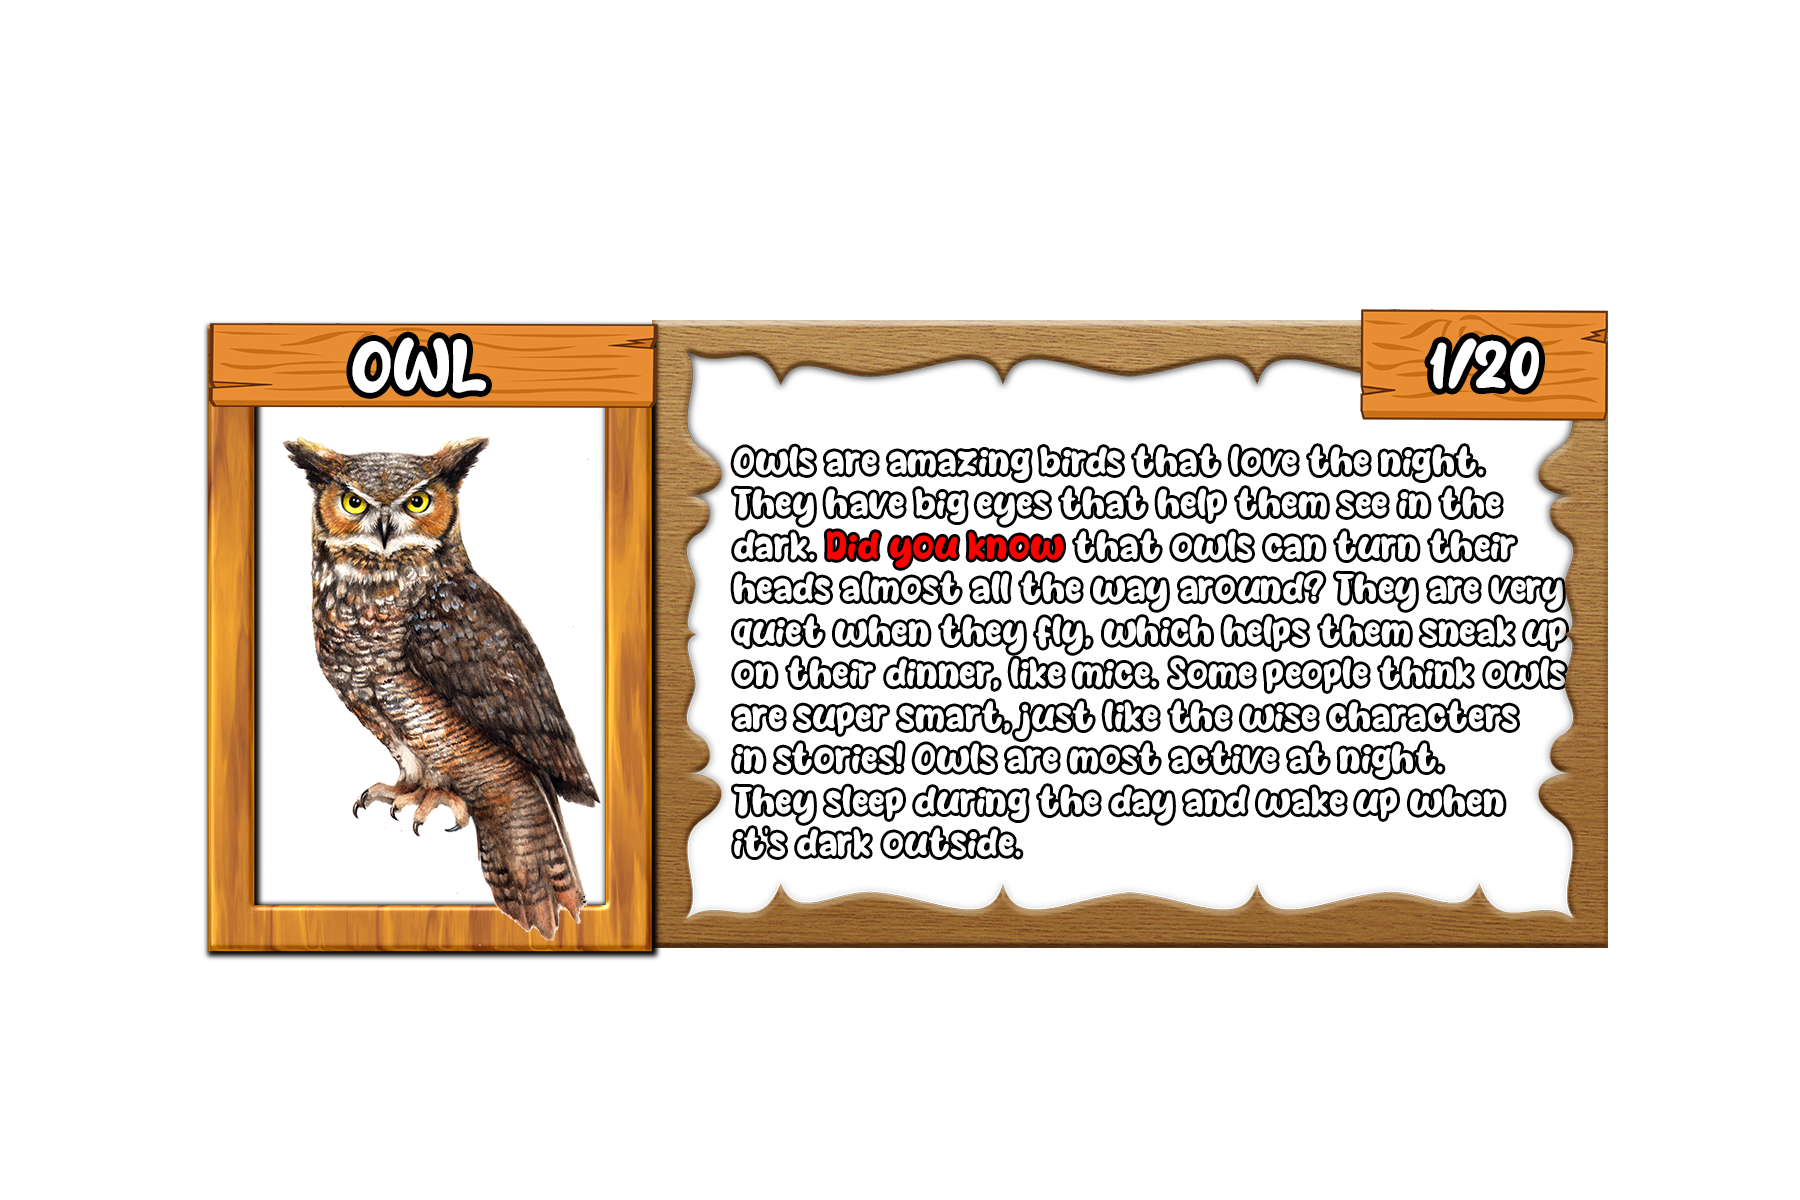 OWL
1/20
Owls are amazing birds that love the night.
They have big eyes that help them see in the
dark. Did you know that owls can turn their
heads almost all the way around? They are very
quiet when they fly, which helps them sneak up
on their dinner, like mice. Some people think owls
are super smart, just like the wise characters
in stories! Owls are most active at night.
They sleep during the day and wake up when
it's dark outside.